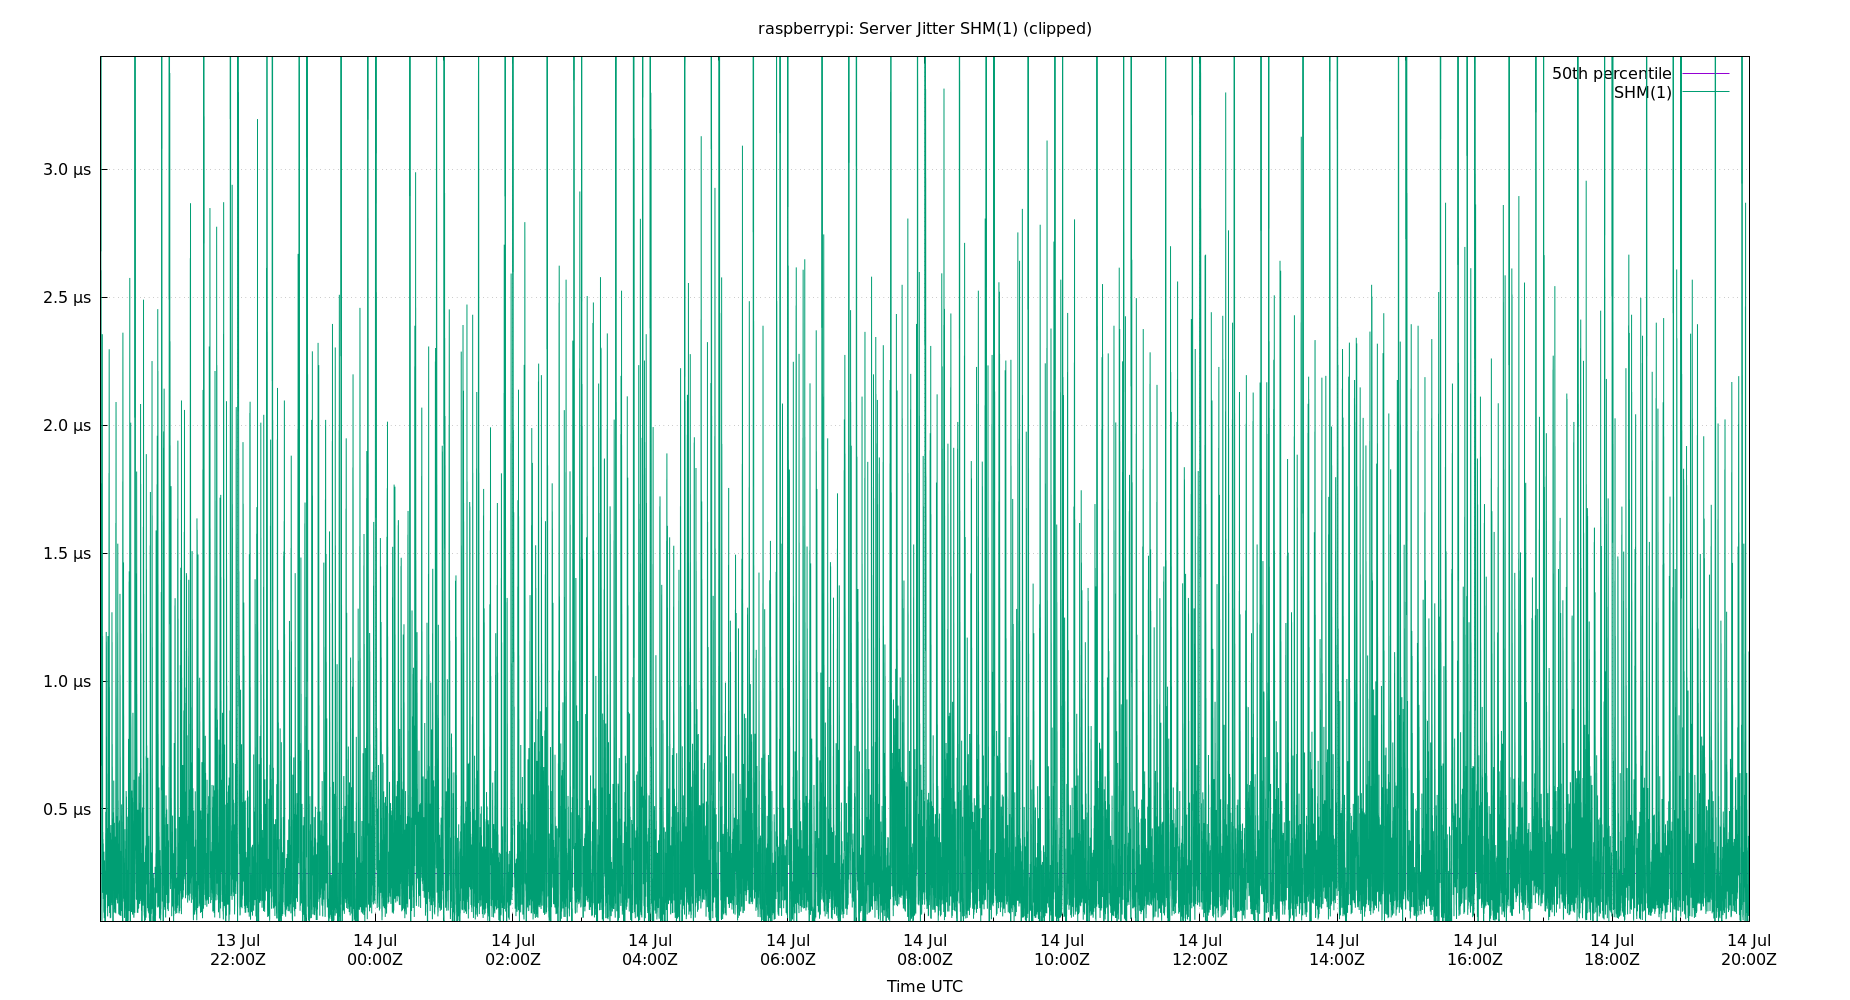 raspberrypi: Server Jitter SHM(1) (clipped)
50th percentile
SHM(1)
3.0 µs
2.5 µs
2.0 µs
1.5 µs
1.0 µs
0.5 µs
13 Jul 14 Jul 14 Jul 14 Jul 14 Jul 14 Jul 14 Jul 14 Jul 14 Jul 14 Jul 14 Jul 14 Jul
22:00Z 00:00Z 02:00Z 04:00Z 06:00Z 08:00Z 10:00Z 12:00Z 14:00Z 16:00Z 18:00Z 20:00Z
Time UTC